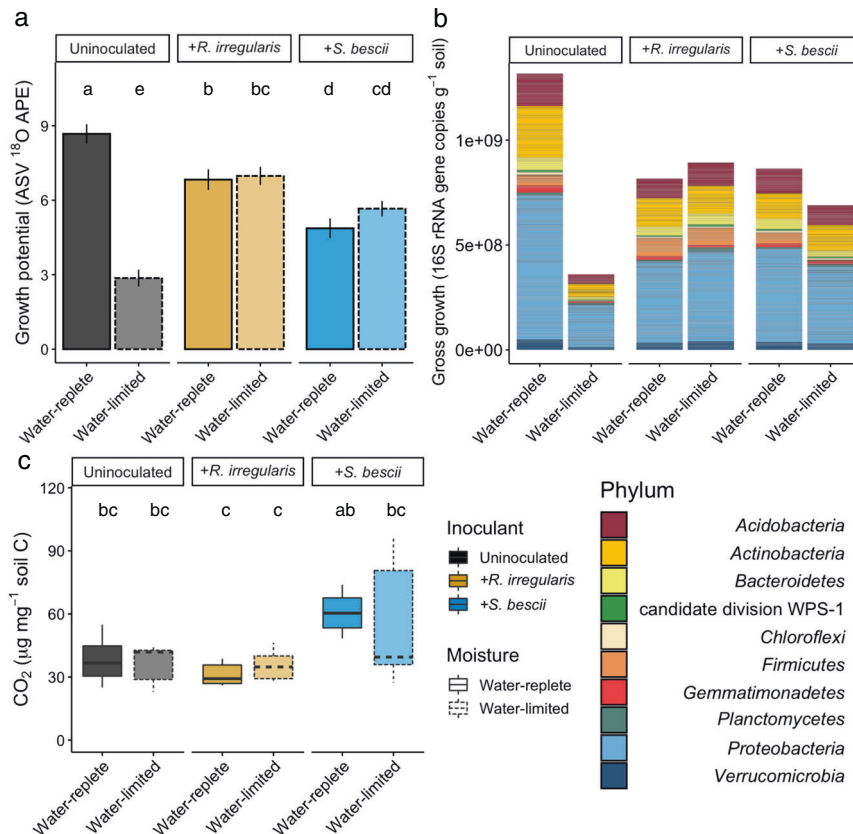 a
Uninoculated
+R. irregularis
+S. bescii
a
e
b
bc
d
cd
9
6
3
0
Growth potential (ASV ¹⁸O APE)
Water-replete
Water-limited
Water-replete
Water-limited
Water-replete
Water-limited
b
Uninoculated
+R. irregularis
+S. bescii
1e+09
5e+08
0e+00
Gross growth (16S rRNA gene copies g⁻¹ soil)
Water-replete
Water-limited
Water-replete
Water-limited
Water-replete
Water-limited
c
Uninoculated
+R. irregularis
+S. bescii
bc
bc
c
c
ab
bc
120
90
60
30
0
CO₂ (µg mg⁻¹ soil C)
Water-replete
Water-limited
Water-replete
Water-limited
Water-replete
Water-limited
Inoculant
Uninoculated
+R. irregularis
+S. bescii
Moisture
Water-replete
Water-limited
Phylum
Acidobacteria
Actinobacteria
Bacteroidetes
candidate division WPS-1
Chloroflexi
Firmicutes
Gemmatimonadetes
Planctomycetes
Proteobacteria
Verrucomicrobia